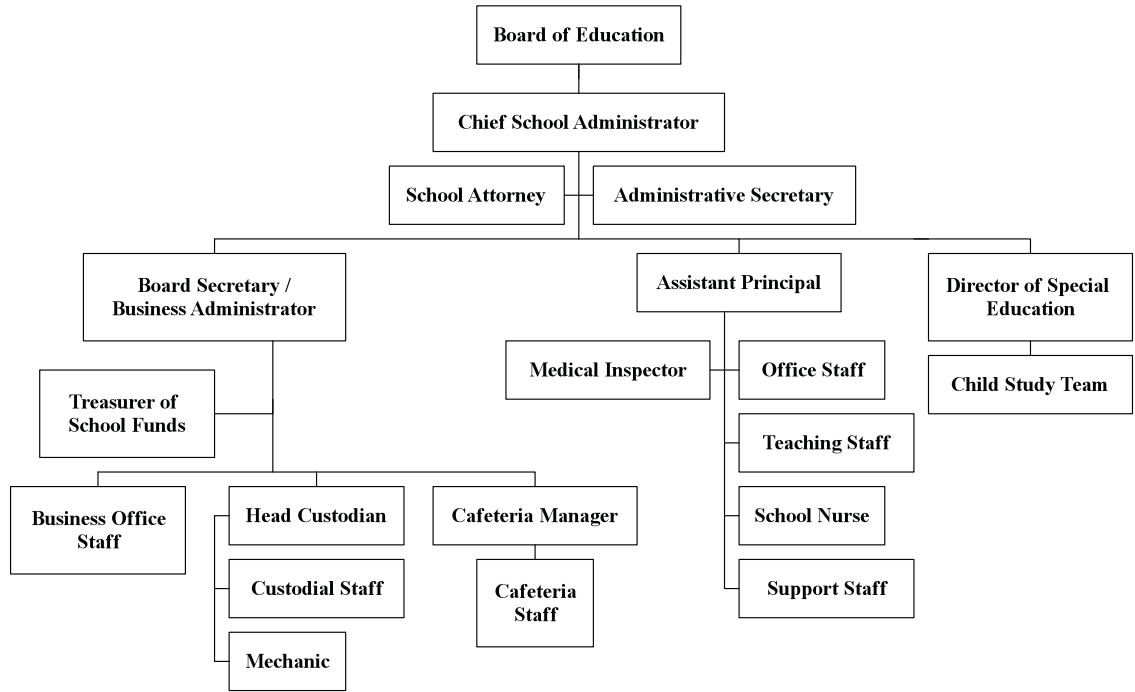 Board of Education
Chief School Administrator
School Attorney
Administrative Secretary
Board Secretary /
Business Administrator
Assistant Principal
Director of Special
Education
Medical Inspector
Office Staff
Child Study Team
Treasurer of
School Funds
Teaching Staff
Business Office
Staff
Head Custodian
Cafeteria Manager
School Nurse
Custodial Staff
Cafeteria
Staff
Support Staff
Mechanic